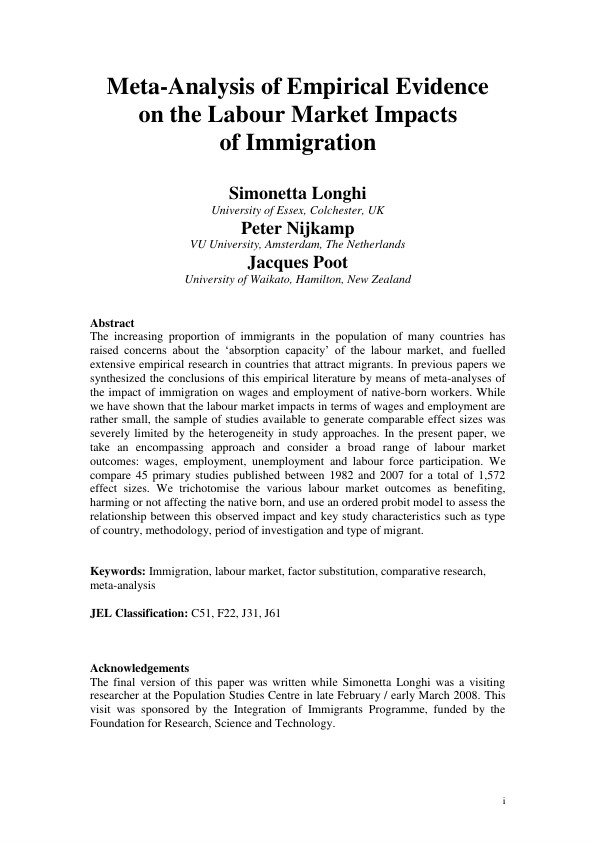 Meta-Analysis of Empirical Evidence
on the Labour Market Impacts
of Immigration
Simonetta Longhi
University of Essex, Colchester, UK
Peter Nijkamp
VU University, Amsterdam, The Netherlands
Jacques Poot
University of Waikato, Hamilton, New Zealand
Abstract
The increasing proportion of immigrants in the population of many countries has
raised concerns about the ‘absorption capacity’ of the labour market, and fuelled
extensive empirical research in countries that attract migrants. In previous papers we
synthesized the conclusions of this empirical literature by means of meta-analyses of
the impact of immigration on wages and employment of native-born workers. While
we have shown that the labour market impacts in terms of wages and employment are
rather small, the sample of studies available to generate comparable effect sizes was
severely limited by the heterogeneity in study approaches. In the present paper, we
take an encompassing approach and consider a broad range of labour market
outcomes: wages, employment, unemployment and labour force participation. We
compare 45 primary studies published between 1982 and 2007 for a total of 1,572
effect sizes. We trichotomise the various labour market outcomes as benefiting,
harming or not affecting the native born, and use an ordered probit model to assess the
relationship between this observed impact and key study characteristics such as type
of country, methodology, period of investigation and type of migrant.
Keywords: Immigration, labour market, factor substitution, comparative research,
meta-analysis
JEL Classification: C51, F22, J31, J61
Acknowledgements
The final version of this paper was written while Simonetta Longhi was a visiting
researcher at the Population Studies Centre in late February / early March 2008. This
visit was sponsored by the Integration of Immigrants Programme, funded by the
Foundation for Research, Science and Technology.
i